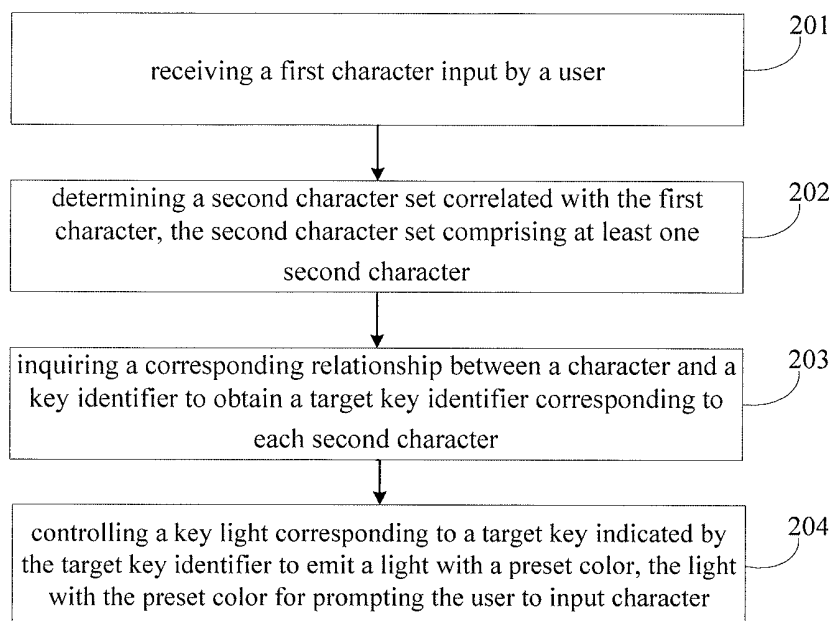 201
receiving a first character input by a user
202
determining a second character set correlated with the first
character, the second character set comprising at least one
second character
203
inquiring a corresponding relationship between a character and a
key identifier to obtain a target key identifier corresponding to
each second character
204
controlling a key light corresponding to a target key indicated by
the target key identifier to emit a light with a preset color, the light
with the preset color for prompting the user to input character